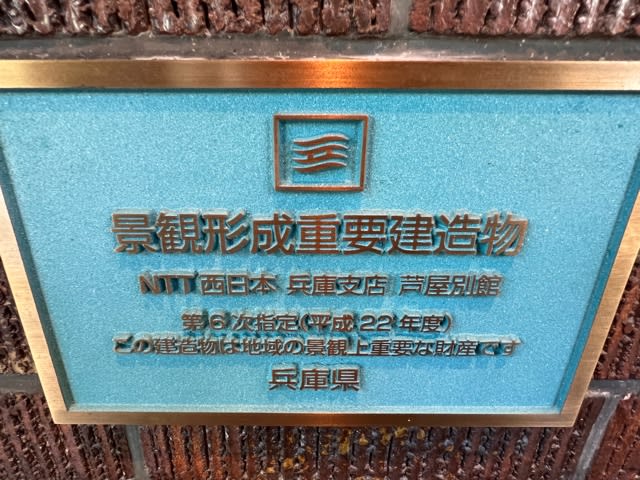 景観形成重要建造物
NTT西日本 兵庫支店 芦屋別館
第6次指定(平成22年度)
この建造物は地域の景観上重要な財産です
兵庫県